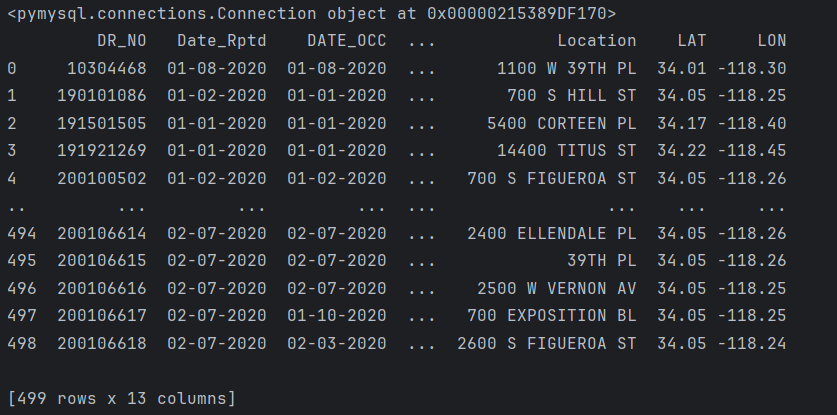 <pymysql.connections.Connection object at 0x00000215389DF170>
DR_NO Date_Rptd DATE_OCC ... Location LAT LON
0 10304468 01-08-2020 01-08-2020 ... 1100 W 39TH PL 34.01 -118.30
1 190101086 01-02-2020 01-01-2020 ... 700 S HILL ST 34.05 -118.25
2 191501505 01-01-2020 01-01-2020 ... 5400 CORTEEN PL 34.17 -118.40
3 191921269 01-01-2020 01-01-2020 ... 14400 TITUS ST 34.22 -118.45
4 200100502 01-02-2020 01-02-2020 ... 700 S FIGUEROA ST 34.05 -118.26
.. ... ... ... ... ... ... ...
494 200106614 02-07-2020 02-07-2020 ... 2400 ELLENDALE PL 34.05 -118.26
495 200106615 02-07-2020 02-07-2020 ... 39TH PL 34.05 -118.26
496 200106616 02-07-2020 02-07-2020 ... 2500 W VERNON AV 34.05 -118.25
497 200106617 02-07-2020 01-10-2020 ... 700 EXPOSITION BL 34.05 -118.25
498 200106618 02-07-2020 02-03-2020 ... 2600 S FIGUEROA ST 34.05 -118.24
[499 rows x 13 columns]